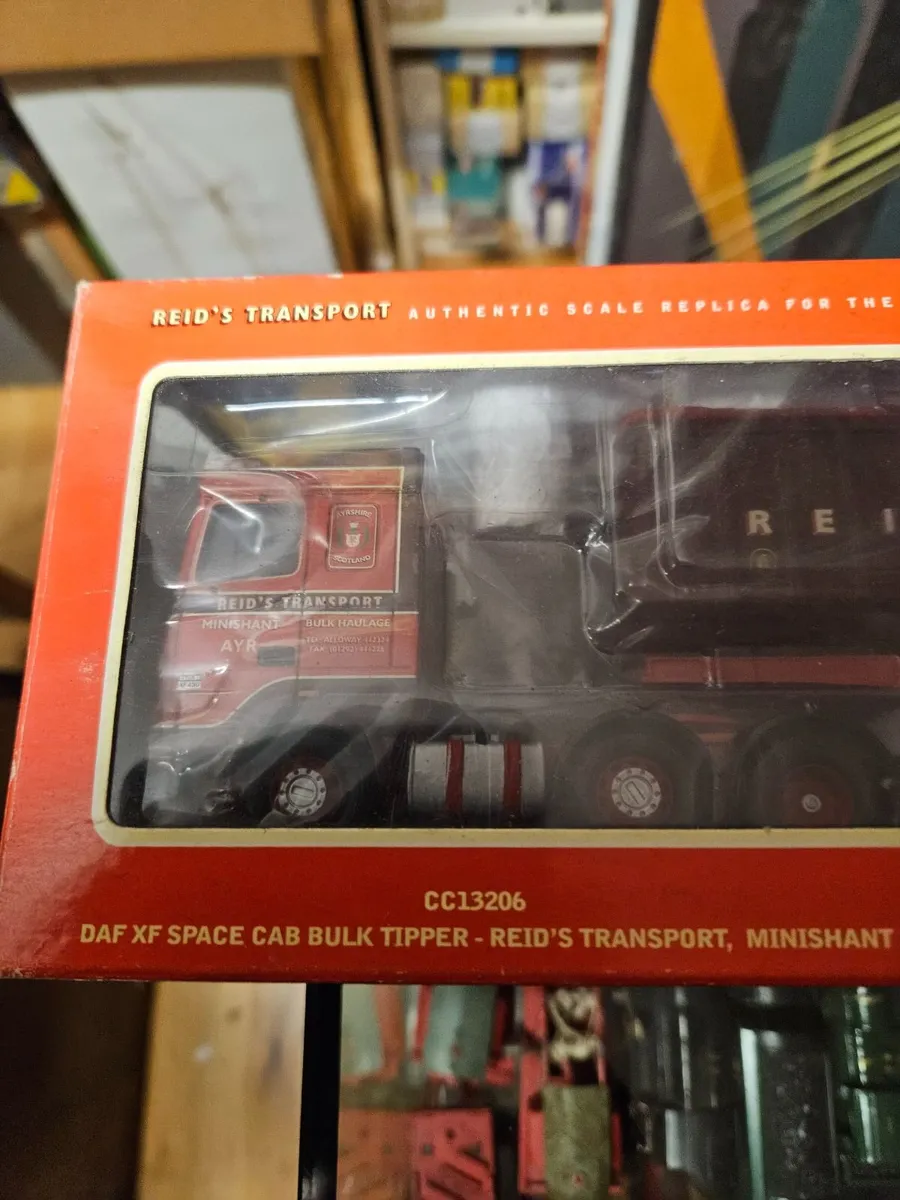 REID'S TRANSPORT AUTHENTIC SCALE REPLICA FOR THE
REI
AYRSHIRE
SCOTLAND
REID'S TRANSPORT
MINISHANT BULK HAULAGE
AYR
CC13206
DAF XF SPACE CAB BULK TIPPER - REID'S TRANSPORT, MINISHANT